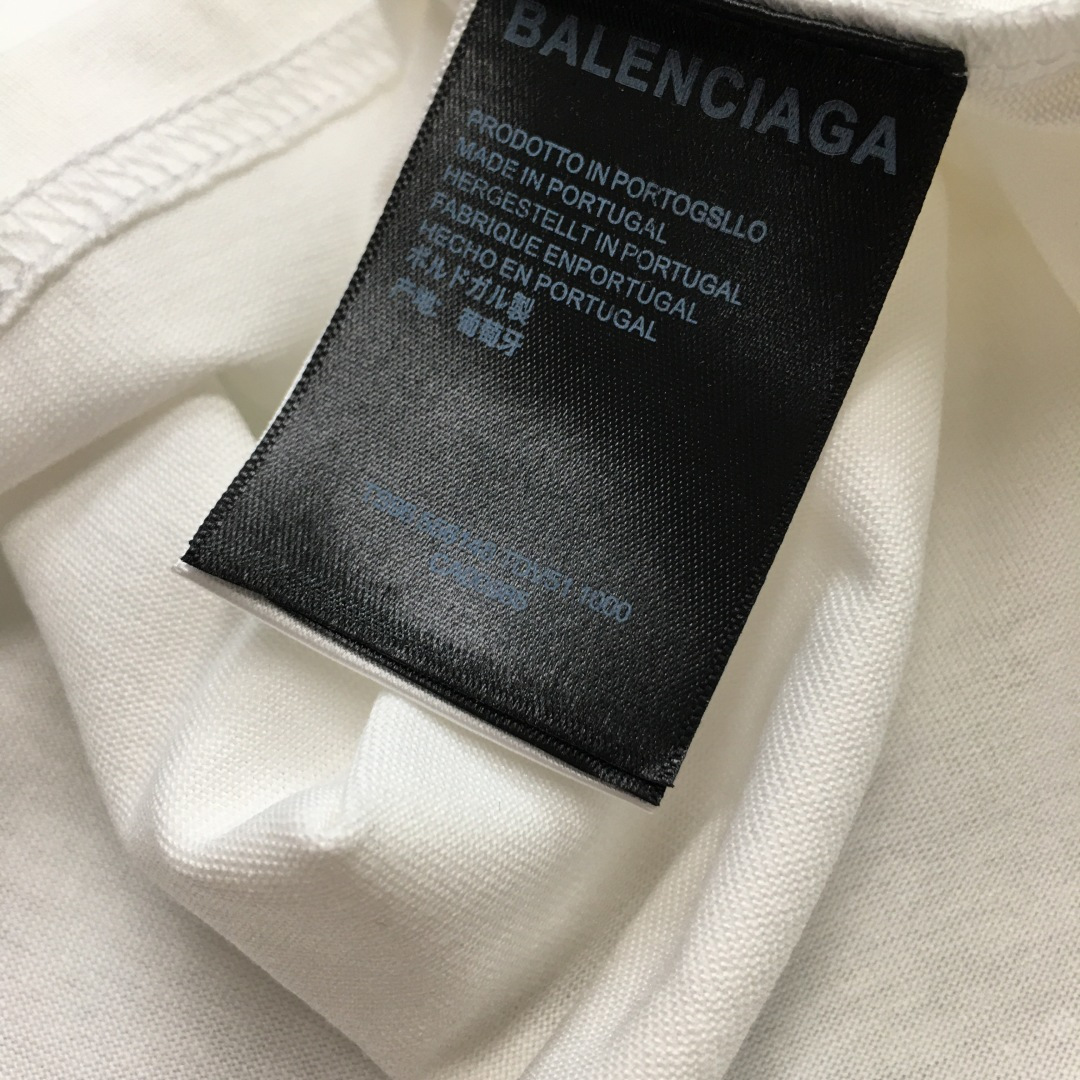 BALENCIAGA
PRODOTTO IN PORTOGSLLO
MADE IN PORTUGAL
HERGESTELLT IN PORTUGAL
FABRIQUE ENPORTUGAL
HECHO EN PORTUGAL
ポルドガル製
产地 葡萄牙